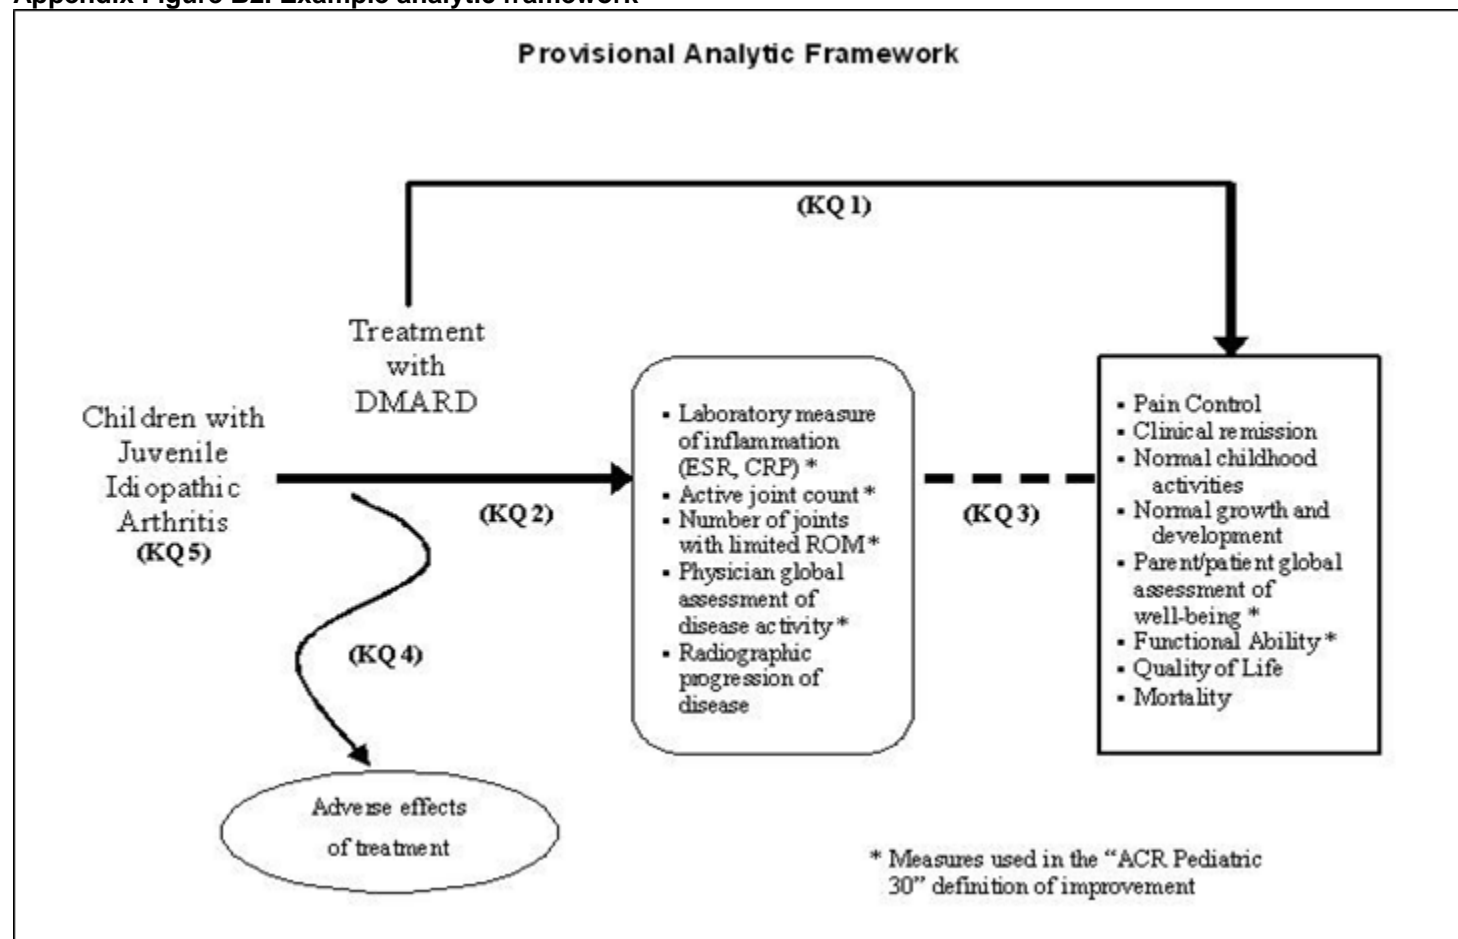 Appendix Figure B2. Example analytic framework
Provisional Analytic Framework
(KQ 1)
Treatment
with
DMARD
Children with
Juvenile
Idiopathic
Arthritis
(KQ 5)
(KQ 2)
▪ Laboratory measure
of inflammation
(ESR, CRP) *
▪ Active joint count *
▪ Number of joints
with limited ROM *
▪ Physician global
assessment of
disease activity *
▪ Radiographic
progression of
disease
(KQ 3)
▪ Pain Control
▪ Clinical remission
▪ Normal childhood
activities
▪ Normal growth and
development
▪ Parent/patient global
assessment of
well-being *
▪ Functional Ability *
▪ Quality of Life
▪ Mortality
(KQ 4)
Adverse effects
of treatment
* Measures used in the “ACR Pediatric
30” definition of improvement